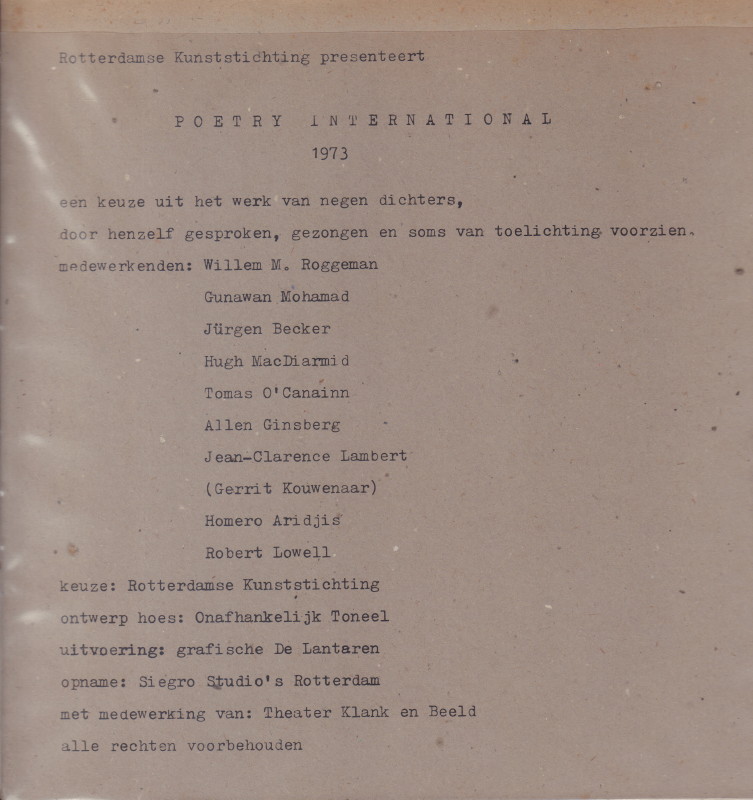 Rotterdamse Kunststichting presenteert
POETRY INTERNATIONAL
1973
een keuze uit het werk van negen dichters,
door henzelf gesproken, gezongen en soms van toelichting voorzien.
medewerkenden: Willem M. Roggeman
Gunawan Mohamad
Jürgen Becker
Hugh MacDiarmid
Tomas O'Canainn
Allen Ginsberg
Jean-Clarence Lambert
(Gerrit Kouwenaar)
Homero Aridjis
Robert Lowell
keuze: Rotterdamse Kunststichting
ontwerp hoes: Onafhankelijk Toneel
uitvoering: grafische De Lantaren
opname: Siegro Studio's Rotterdam
met medewerking van: Theater Klank en Beeld
alle rechten voorbehouden